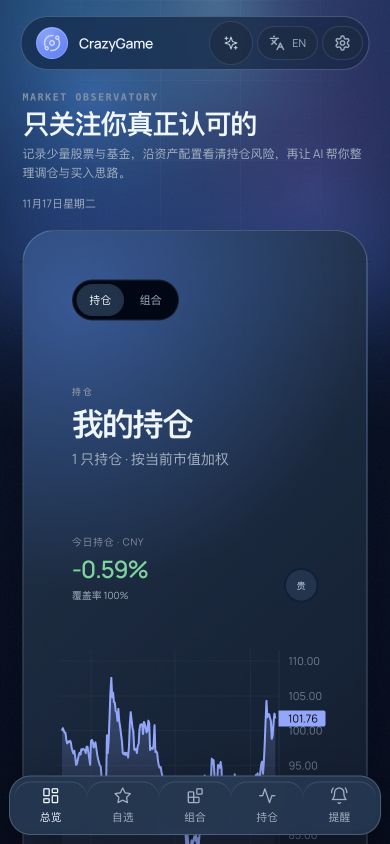 CrazyGame
EN
MARKET OBSERVATORY
只关注你真正认可的
记录少量股票与基金，沿资产配置看清持仓风险，再让 AI 帮你整
理调仓与买入思路。
11月17日星期二
持仓 组合
持仓
我的持仓
1 只持仓 · 按当前市值加权
今日持仓 · CNY
-0.59%
覆盖率 100%
贵
110.00
105.00
101.76
100.00
95.00
85.00
总览 自选 组合 持仓 提醒